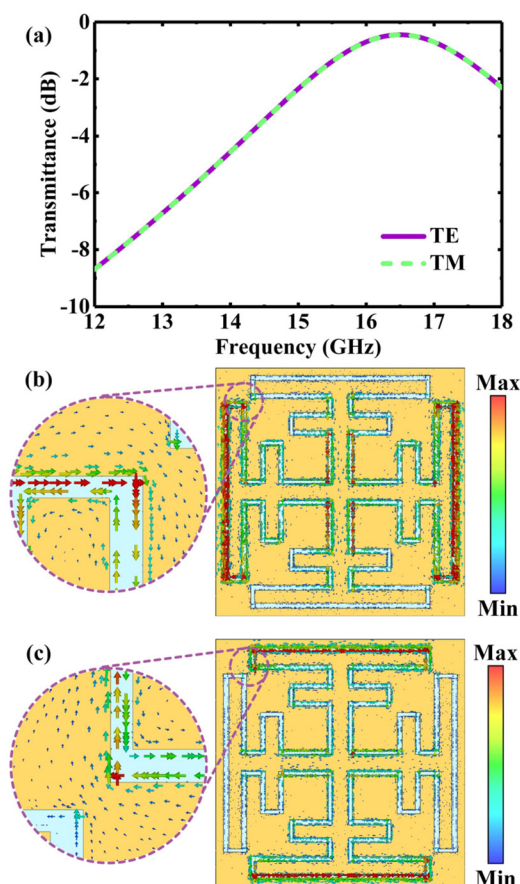 (a)
0
-2
-4
-6
-8
-10
Transmittance (dB)
TE
TM
12 13 14 15 16 17 18
Frequency (GHz)
(b)
Max
Min
(c)
Max
Min